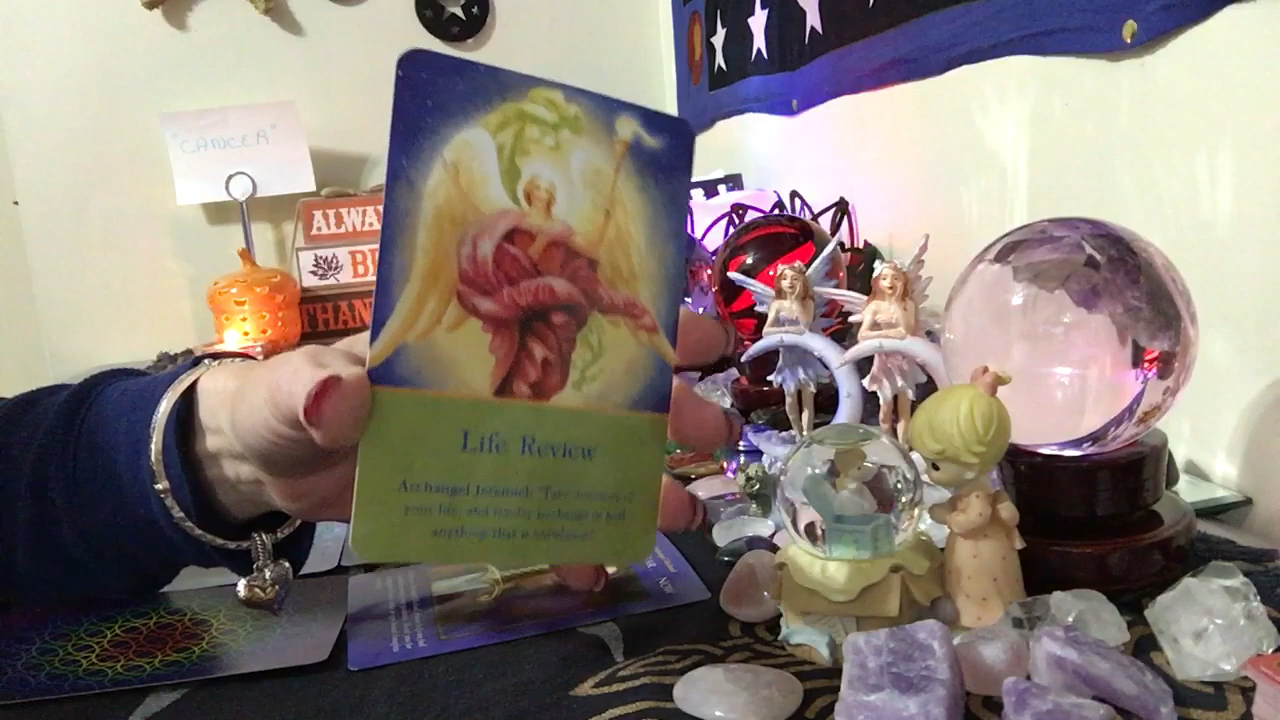 "CANCER"
ALWA
BE
THAN
Life Review
Archangel Jeremiel: "Take inventory of
your life, and resolve to change or heal
anything that is unbalanced."
NOW